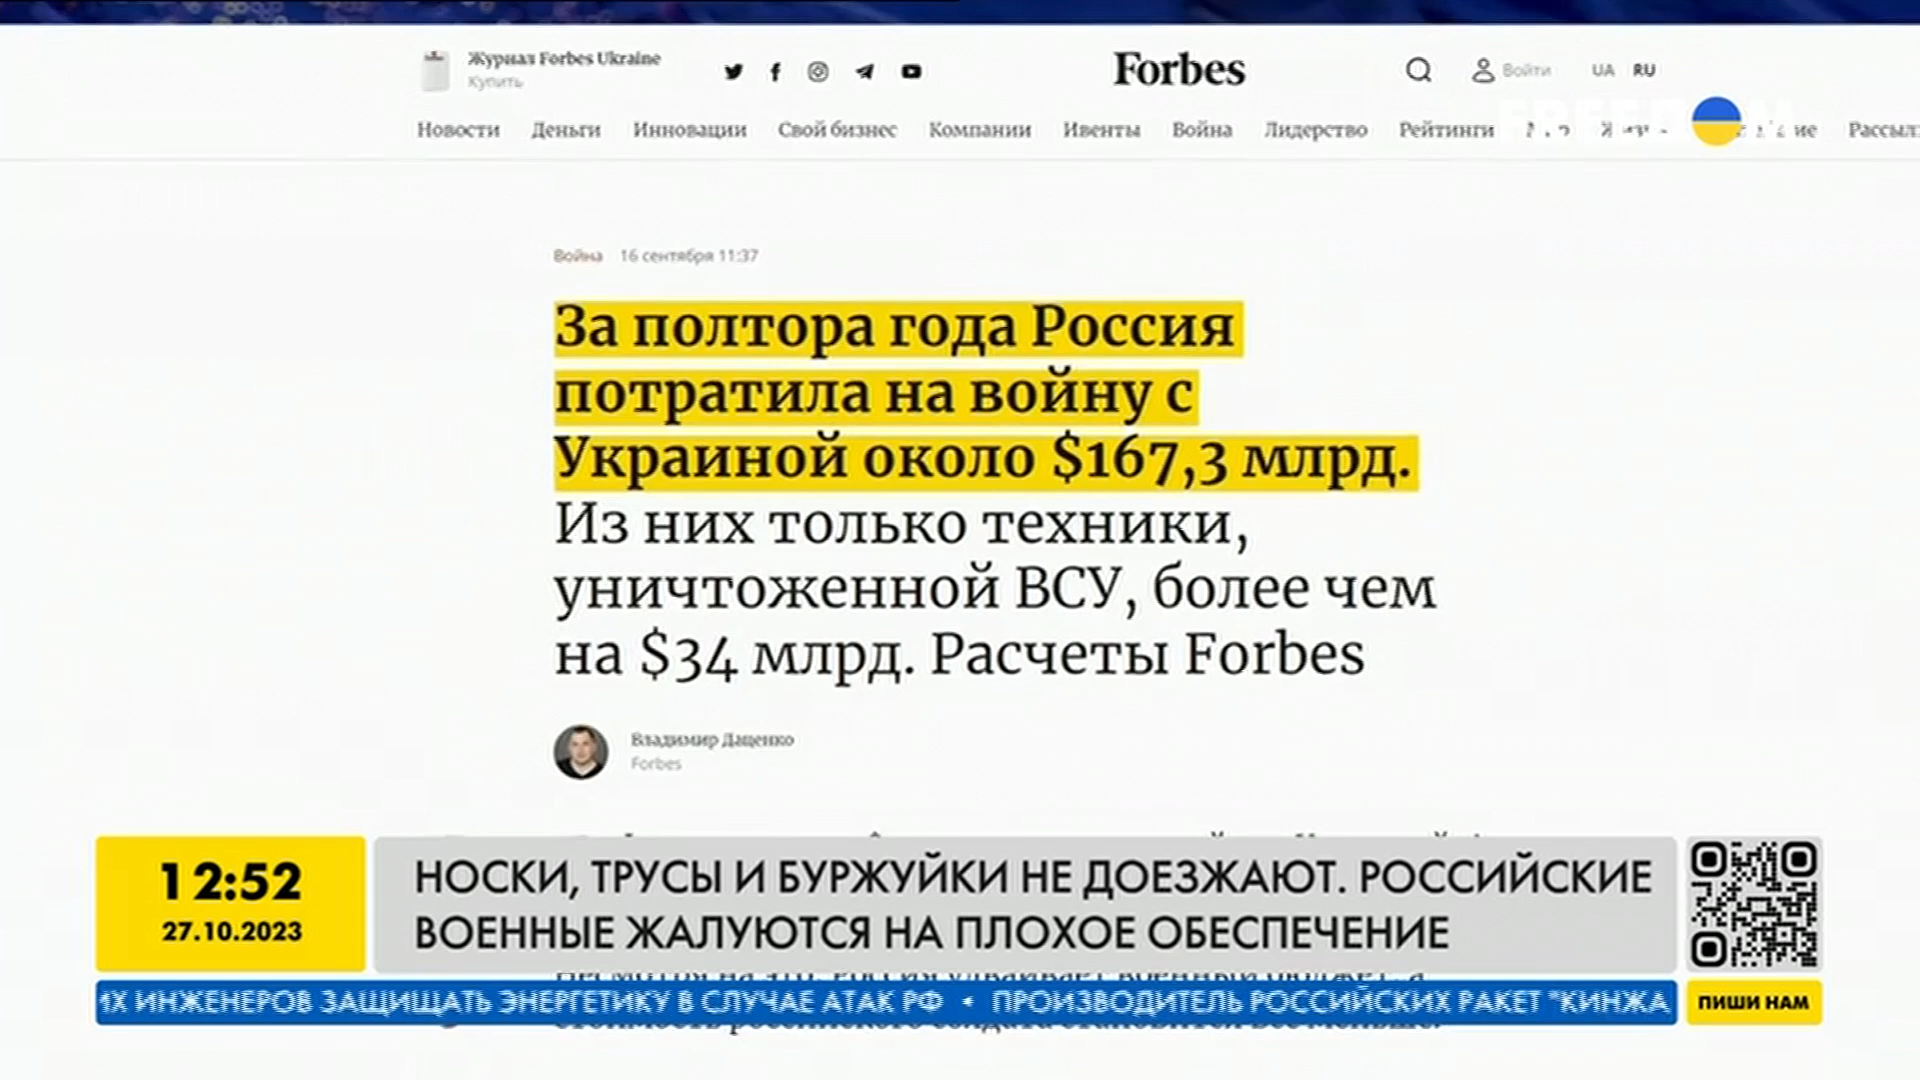 Журнал Forbes Ukraine
Купить
Forbes
Войти
UA RU
FREEDOM
Новости Деньги Инновации Свой бизнес Компании Ивенты Война Лидерство Рейтинги
Война 16 сентября 11:37
За полтора года Россия
потратила на войну с
Украиной около $167,3 млрд.
Из них только техники,
уничтоженной ВСУ, более чем
на $34 млрд. Расчеты Forbes
Владимир Даценко
Forbes
12:52
27.10.2023
НОСКИ, ТРУСЫ И БУРЖУЙКИ НЕ ДОЕЗЖАЮТ. РОССИЙСКИЕ
ВОЕННЫЕ ЖАЛУЮТСЯ НА ПЛОХОЕ ОБЕСПЕЧЕНИЕ
ИХ ИНЖЕНЕРОВ ЗАЩИЩАТЬ ЭНЕРГЕТИКУ В СЛУЧАЕ АТАК РФ • ПРОИЗВОДИТЕЛЬ РОССИЙСКИХ РАКЕТ "КИНЖА
ПИШИ НАМ